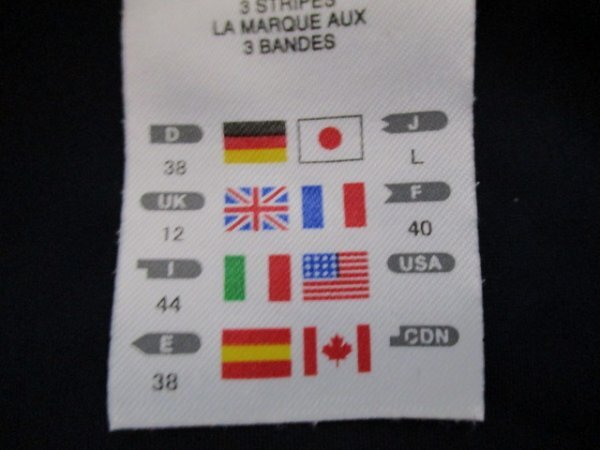 3 STRIPES
LA MARQUE AUX
3 BANDES
D J
38 L
UK F
12 40
I USA
44
E CDN
38